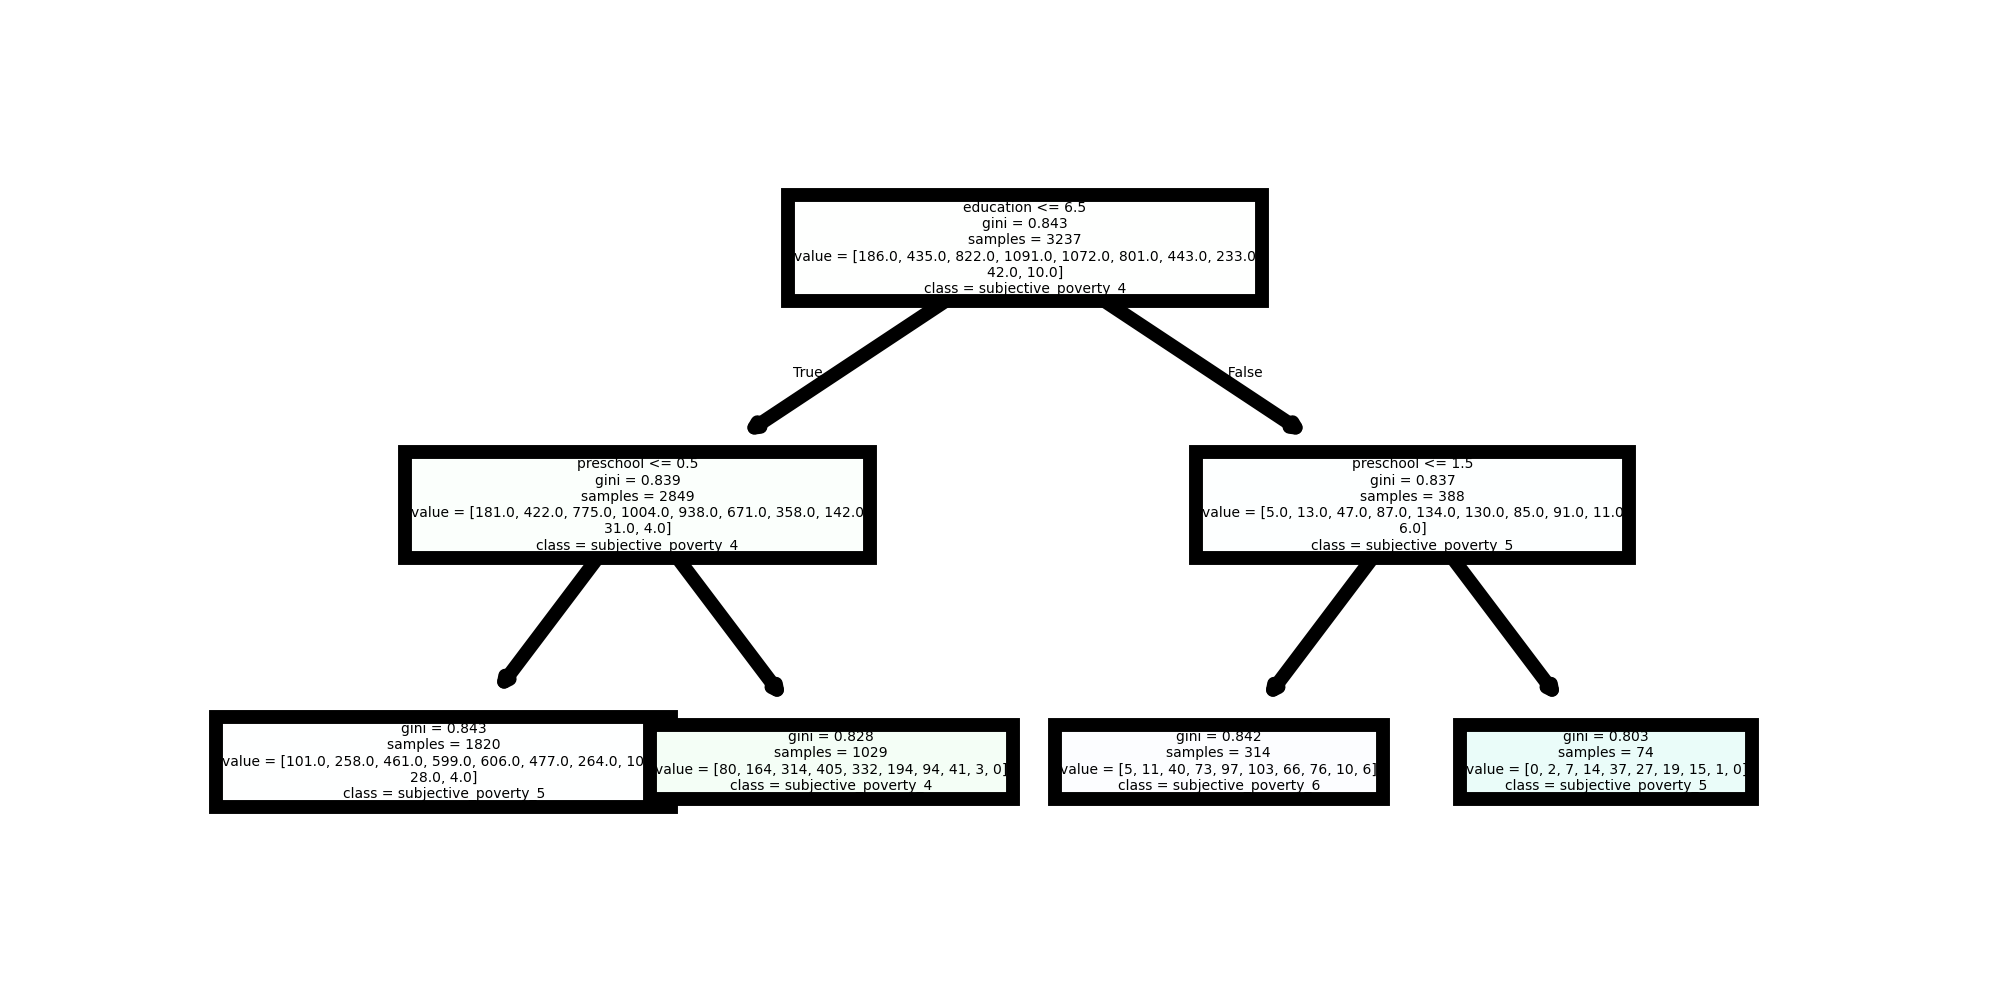 education <= 6.5
gini = 0.843
samples = 3237
value = [186.0, 435.0, 822.0, 1091.0, 1072.0, 801.0, 443.0, 233.0
42.0, 10.0]
class = subjective_poverty_4
True
False
preschool <= 0.5
gini = 0.839
samples = 2849
value = [181.0, 422.0, 775.0, 1004.0, 938.0, 671.0, 358.0, 142.0
31.0, 4.0]
class = subjective_poverty_4
preschool <= 1.5
gini = 0.837
samples = 388
value = [5.0, 13.0, 47.0, 87.0, 134.0, 130.0, 85.0, 91.0, 11.0
6.0]
class = subjective_poverty_5
gini = 0.843
samples = 1820
value = [101.0, 258.0, 461.0, 599.0, 606.0, 477.0, 264.0, 10
28.0, 4.0]
class = subjective_poverty_5
gini = 0.828
samples = 1029
value = [80, 164, 314, 405, 332, 194, 94, 41, 3, 0]
class = subjective_poverty_4
gini = 0.842
samples = 314
value = [5, 11, 40, 73, 97, 103, 66, 76, 10, 6]
class = subjective_poverty_6
gini = 0.803
samples = 74
value = [0, 2, 7, 14, 37, 27, 19, 15, 1, 0]
class = subjective_poverty_5